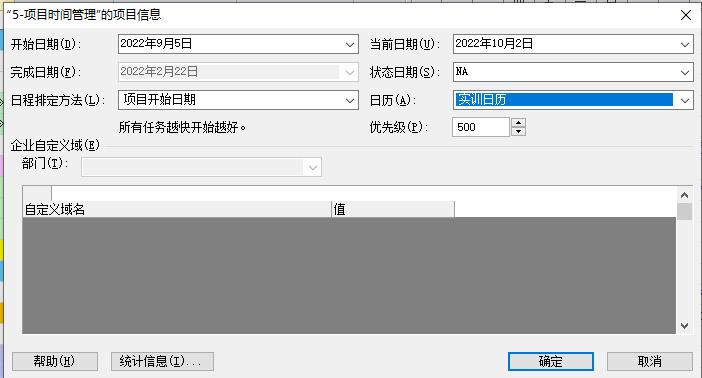 “5-项目时间管理”的项目信息
开始日期(D): 2022年9月5日 当前日期(U): 2022年10月2日
完成日期(F): 2022年2月22日 状态日期(S): NA
日程排定方法(L): 项目开始日期 日历(A): 实训日历
所有任务越快开始越好。 优先级(P): 500
企业自定义域(E)
部门(T):
自定义域名 值
帮助(H) 统计信息(I)... 确定 取消